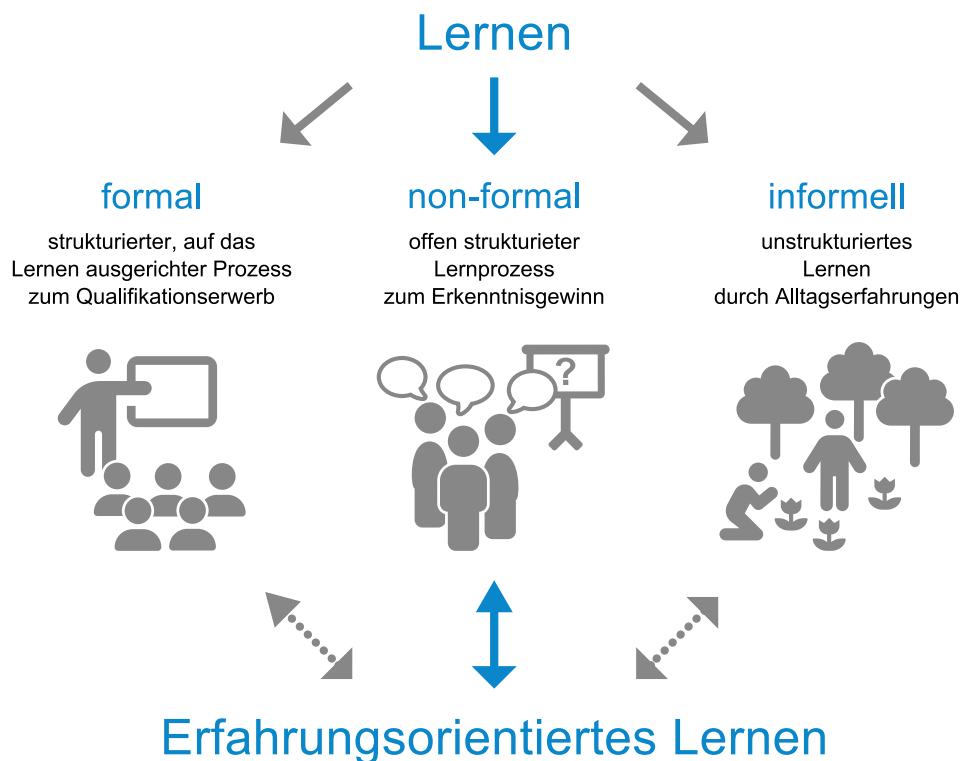 Lernen
formal
strukturierter, auf das
Lernen ausgerichter Prozess
zum Qualifikationserwerb
non-formal
offen strukturieter
Lernprozess
zum Erkenntnisgewinn
informell
unstrukturiertes
Lernen
durch Alltagserfahrungen
?
Erfahrungsorientiertes Lernen